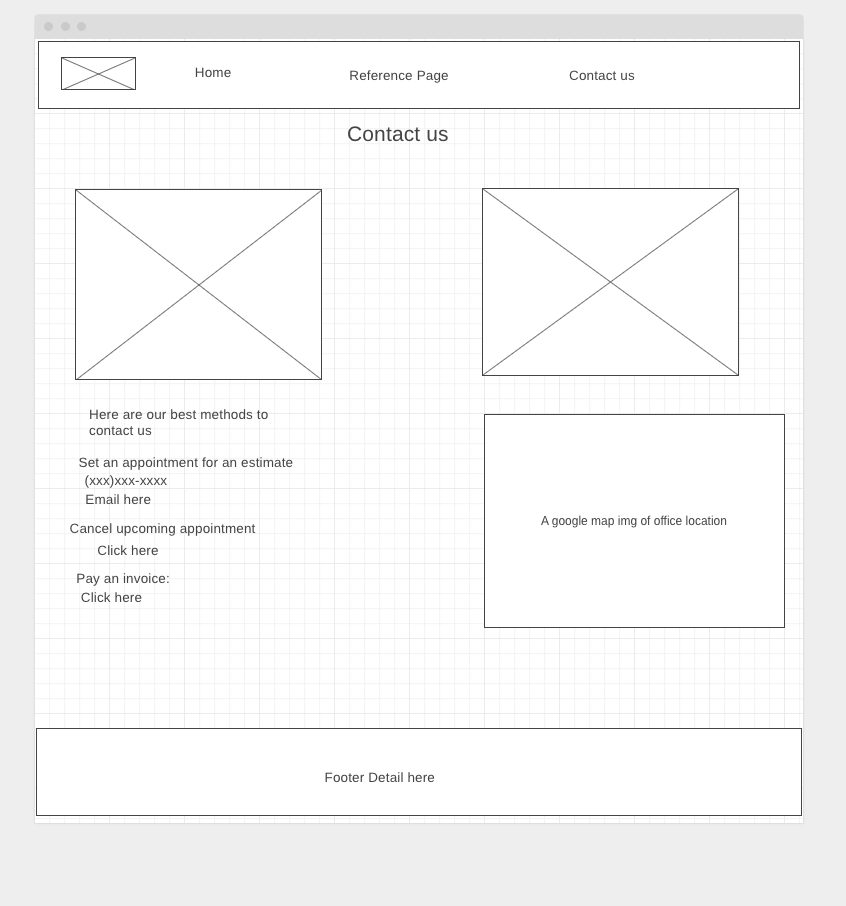 Home
Reference Page
Contact us
Contact us
Here are our best methods to
contact us
Set an appointment for an estimate
(xxx)xxx-xxxx
Email here
Cancel upcoming appointment
Click here
Pay an invoice:
Click here
A google map img of office location
Footer Detail here